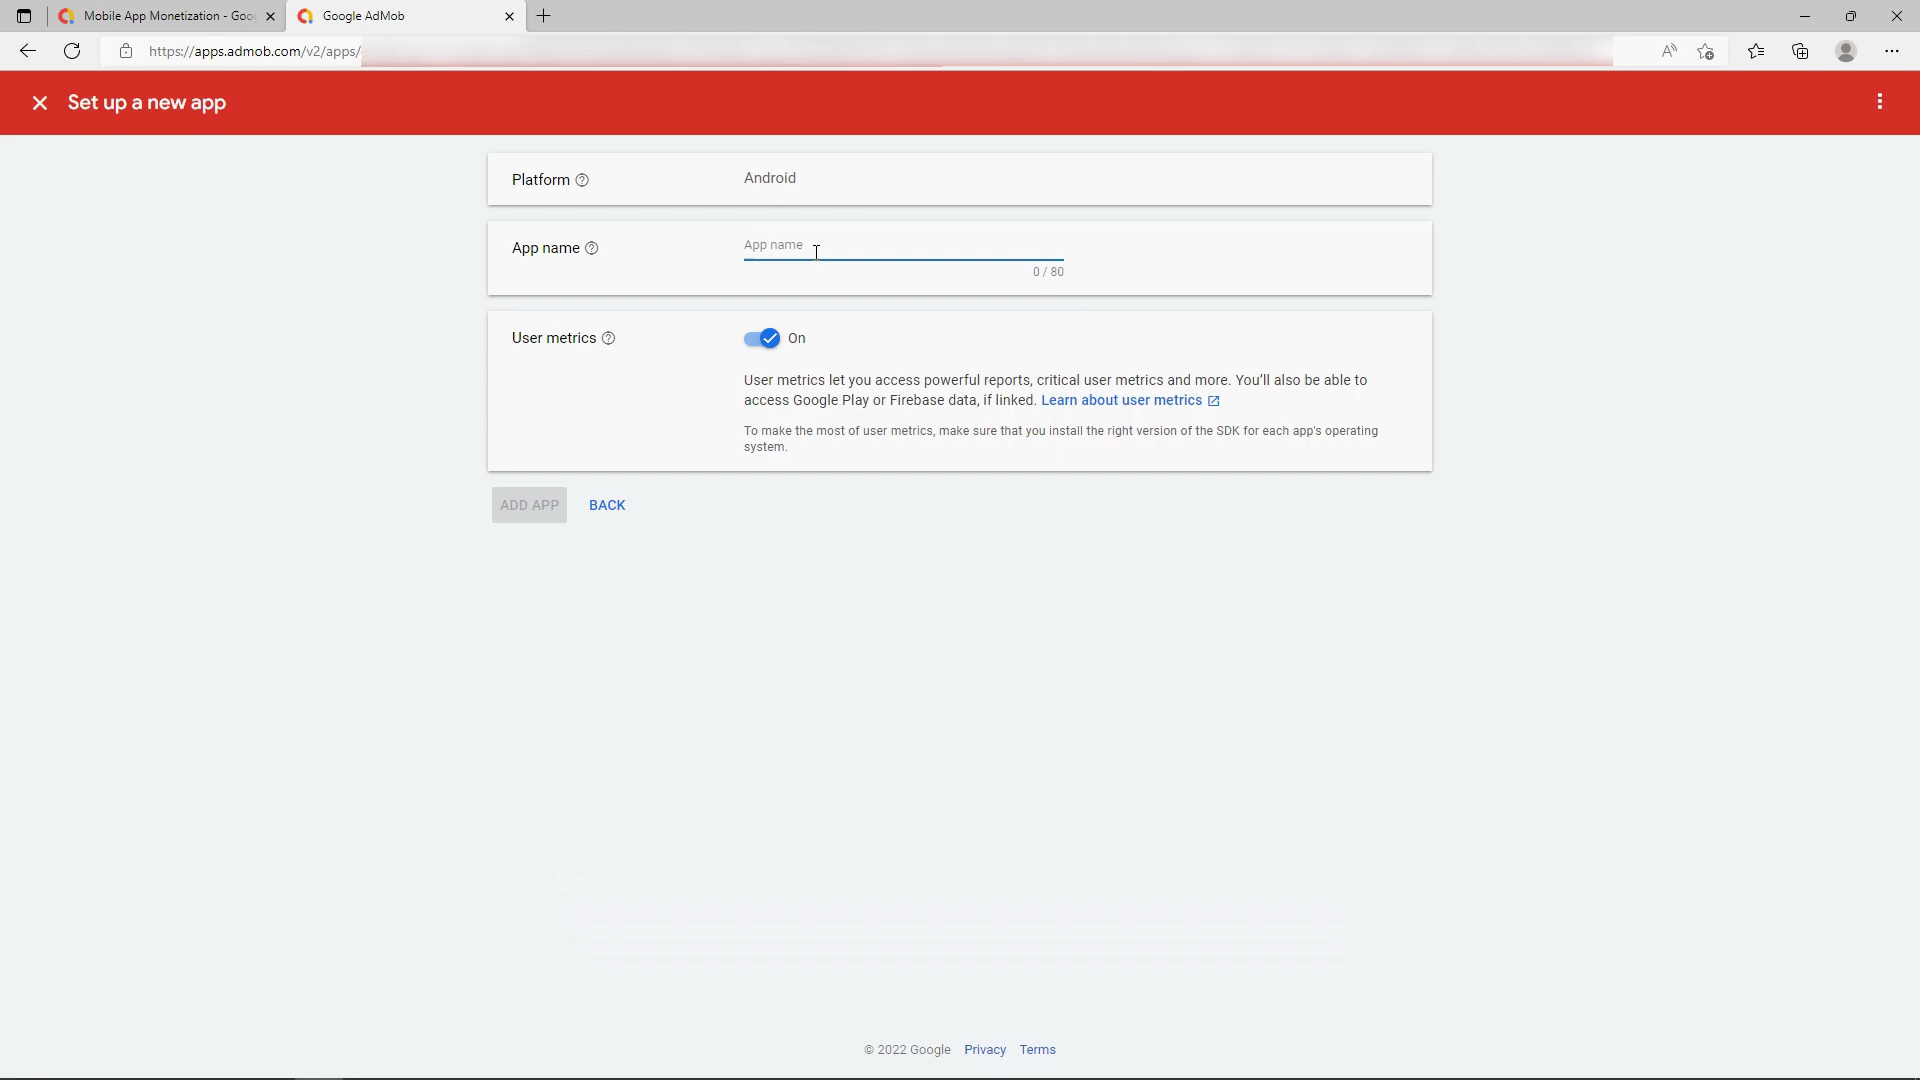 Mobile App Monetization - Goo
Google AdMob
https://apps.admob.com/v2/apps/
Set up a new app
Platform
Android
App name
App name
0 / 80
User metrics
On
User metrics let you access powerful reports, critical user metrics and more. You’ll also be able to
access Google Play or Firebase data, if linked. Learn about user metrics
To make the most of user metrics, make sure that you install the right version of the SDK for each app's operating
system.
ADD APP
BACK
© 2022 Google Privacy Terms